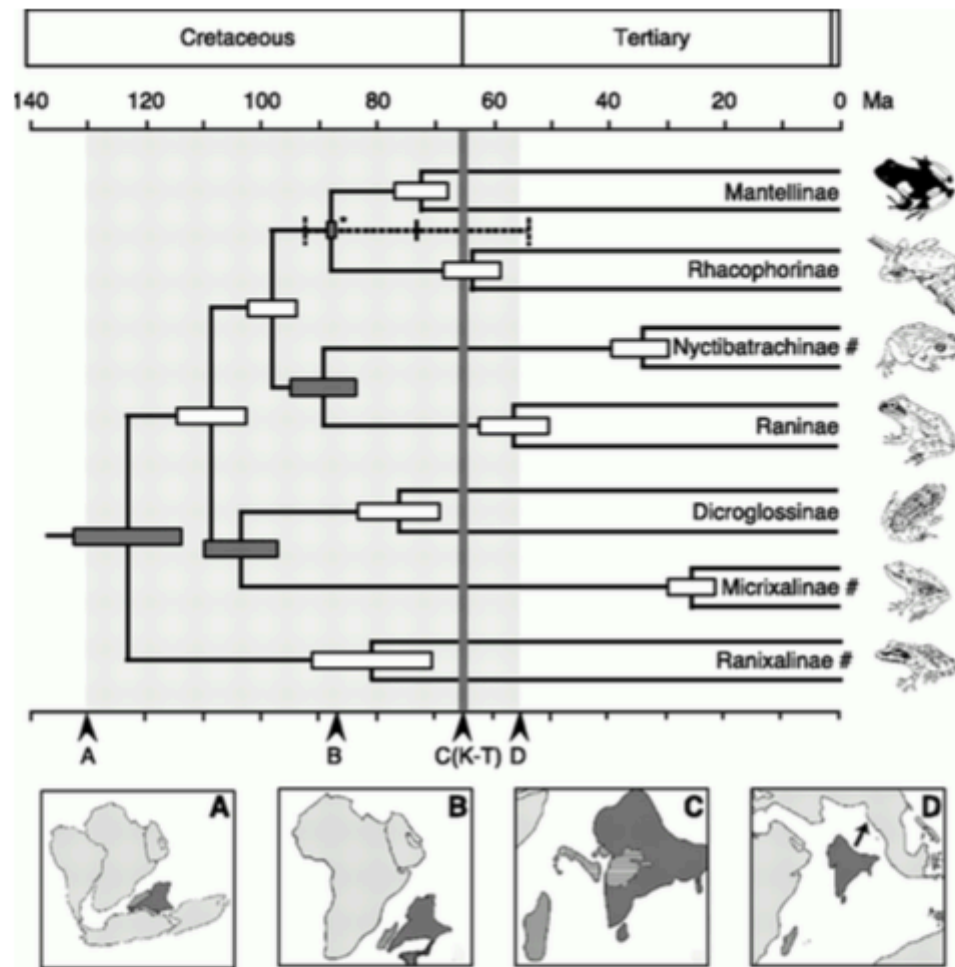 Cretaceous Tertiary
140 120 100 80 60 40 20 0 Ma
Mantellinae
Rhacophorinae
Nyctibatrachinae #
Raninae
Dicroglossinae
Micrixalinae #
Ranixalinae #
A B C(K-T) D
A B C D